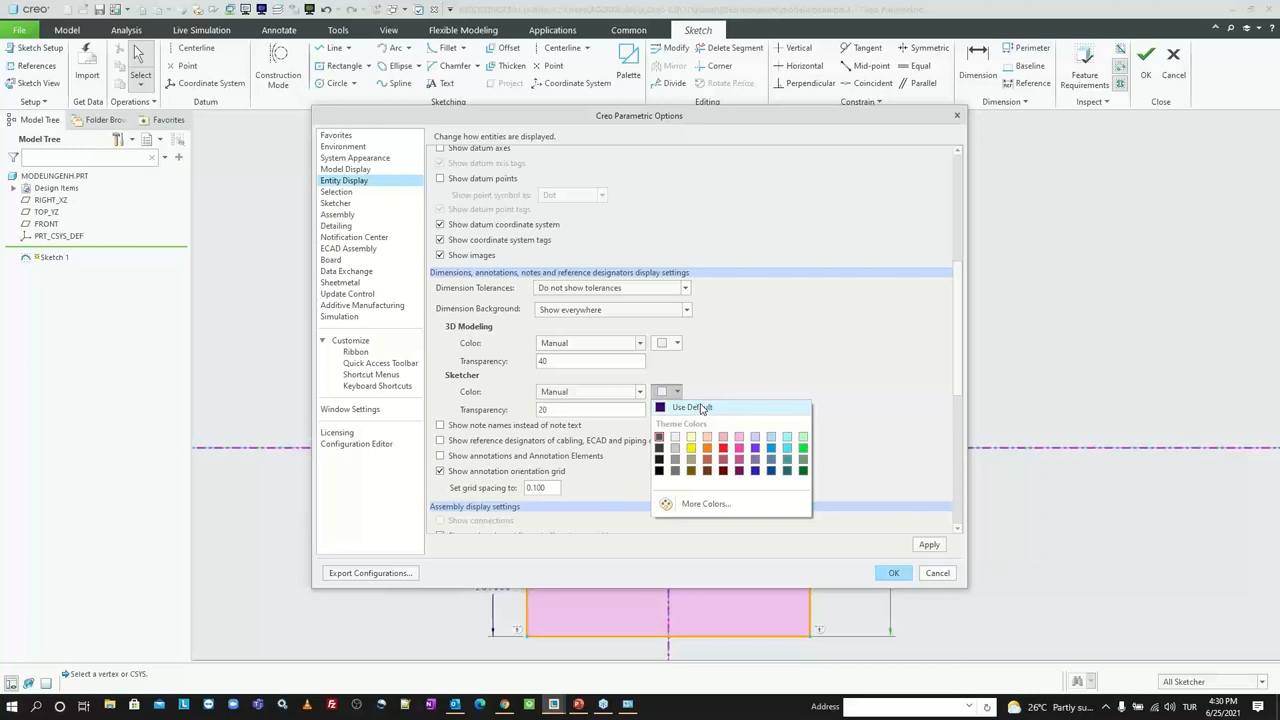 creo
File Model Analysis Live Simulation Annotate Tools View Flexible Modeling Applications Common Sketch
Sketch Setup
References
Sketch View
Setup
Import
Get Data
Select
Operations
Centerline
Point
Coordinate System
Datum
Construction
Mode
Line Arc Fillet Offset Centerline
Rectangle Ellipse Chamfer Thicken Point
Circle Spline Text Project Coordinate System
Palette
Sketching
Modify Delete Segment
Mirror Corner
Divide Rotate Resize
Editing
Vertical Tangent Symmetric
Horizontal Mid-point Equal
Perpendicular Coincident Parallel
Constrain
Dimension
Perimeter
Baseline
Reference
Dimension
Feature
Requirements
Inspect
OK Cancel
Close
Model Tree Folder Brow Favorites
Model Tree
MODELINGENH.PRT
Design Items
RIGHT_XZ
TOP_YZ
FRONT
PRT_CSYS_DEF
Sketch 1
Creo Parametric Options
Favorites
Environment
System Appearance
Model Display
Entity Display
Selection
Sketcher
Assembly
Detailing
Notification Center
ECAD Assembly
Board
Data Exchange
Sheetmetal
Update Control
Additive Manufacturing
Simulation
Customize
Ribbon
Quick Access Toolbar
Shortcut Menus
Keyboard Shortcuts
Window Settings
Licensing
Configuration Editor
Change how entities are displayed.
Show datum axes
Show datum axis tags
Show datum points
Show point symbol as: Dot
Show datum point tags
Show datum coordinate system
Show coordinate system tags
Show images
Dimensions, annotations, notes and reference designators display settings
Dimension Tolerances: Do not show tolerances
Dimension Background: Show everywhere
3D Modeling
Color: Manual
Transparency: 40
Sketcher
Color: Manual
Transparency: 20
Use Default
Theme Colors
More Colors...
Show note names instead of note text
Show reference designators of cabling, ECAD and piping
Show annotations and Annotation Elements
Show annotation orientation grid
Set grid spacing to: 0.100
Assembly display settings
Show connections
Apply
Export Configurations...
OK Cancel
Select a vertex or CSYS.
All Sketcher
Address
26°C Partly su...
TUR
4:30 PM
6/25/2021